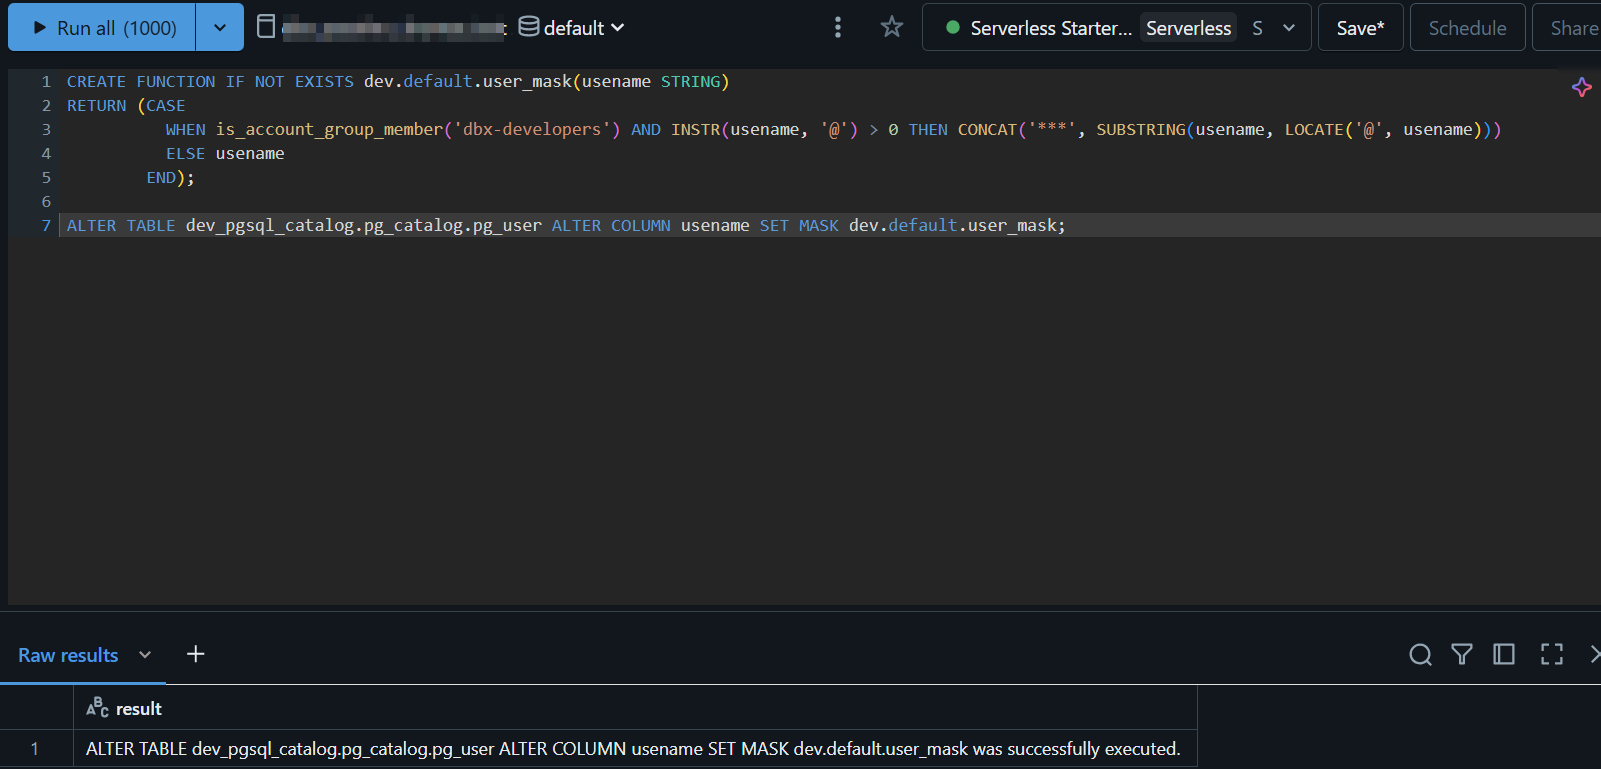 Run all (1000)
default
Serverless Starter... Serverless S
Save*
Schedule
Share
1 CREATE FUNCTION IF NOT EXISTS dev.default.user_mask(usename STRING)
2 RETURN (CASE
3 WHEN is_account_group_member('dbx-developers') AND INSTR(usename, '@') > 0 THEN CONCAT('***', SUBSTRING(usename, LOCATE('@', usename)))
4 ELSE usename
5 END);
6
7 ALTER TABLE dev_pgsql_catalog.pg_catalog.pg_user ALTER COLUMN usename SET MASK dev.default.user_mask;
Raw results
ABC result
1 ALTER TABLE dev_pgsql_catalog.pg_catalog.pg_user ALTER COLUMN usename SET MASK dev.default.user_mask was successfully executed.